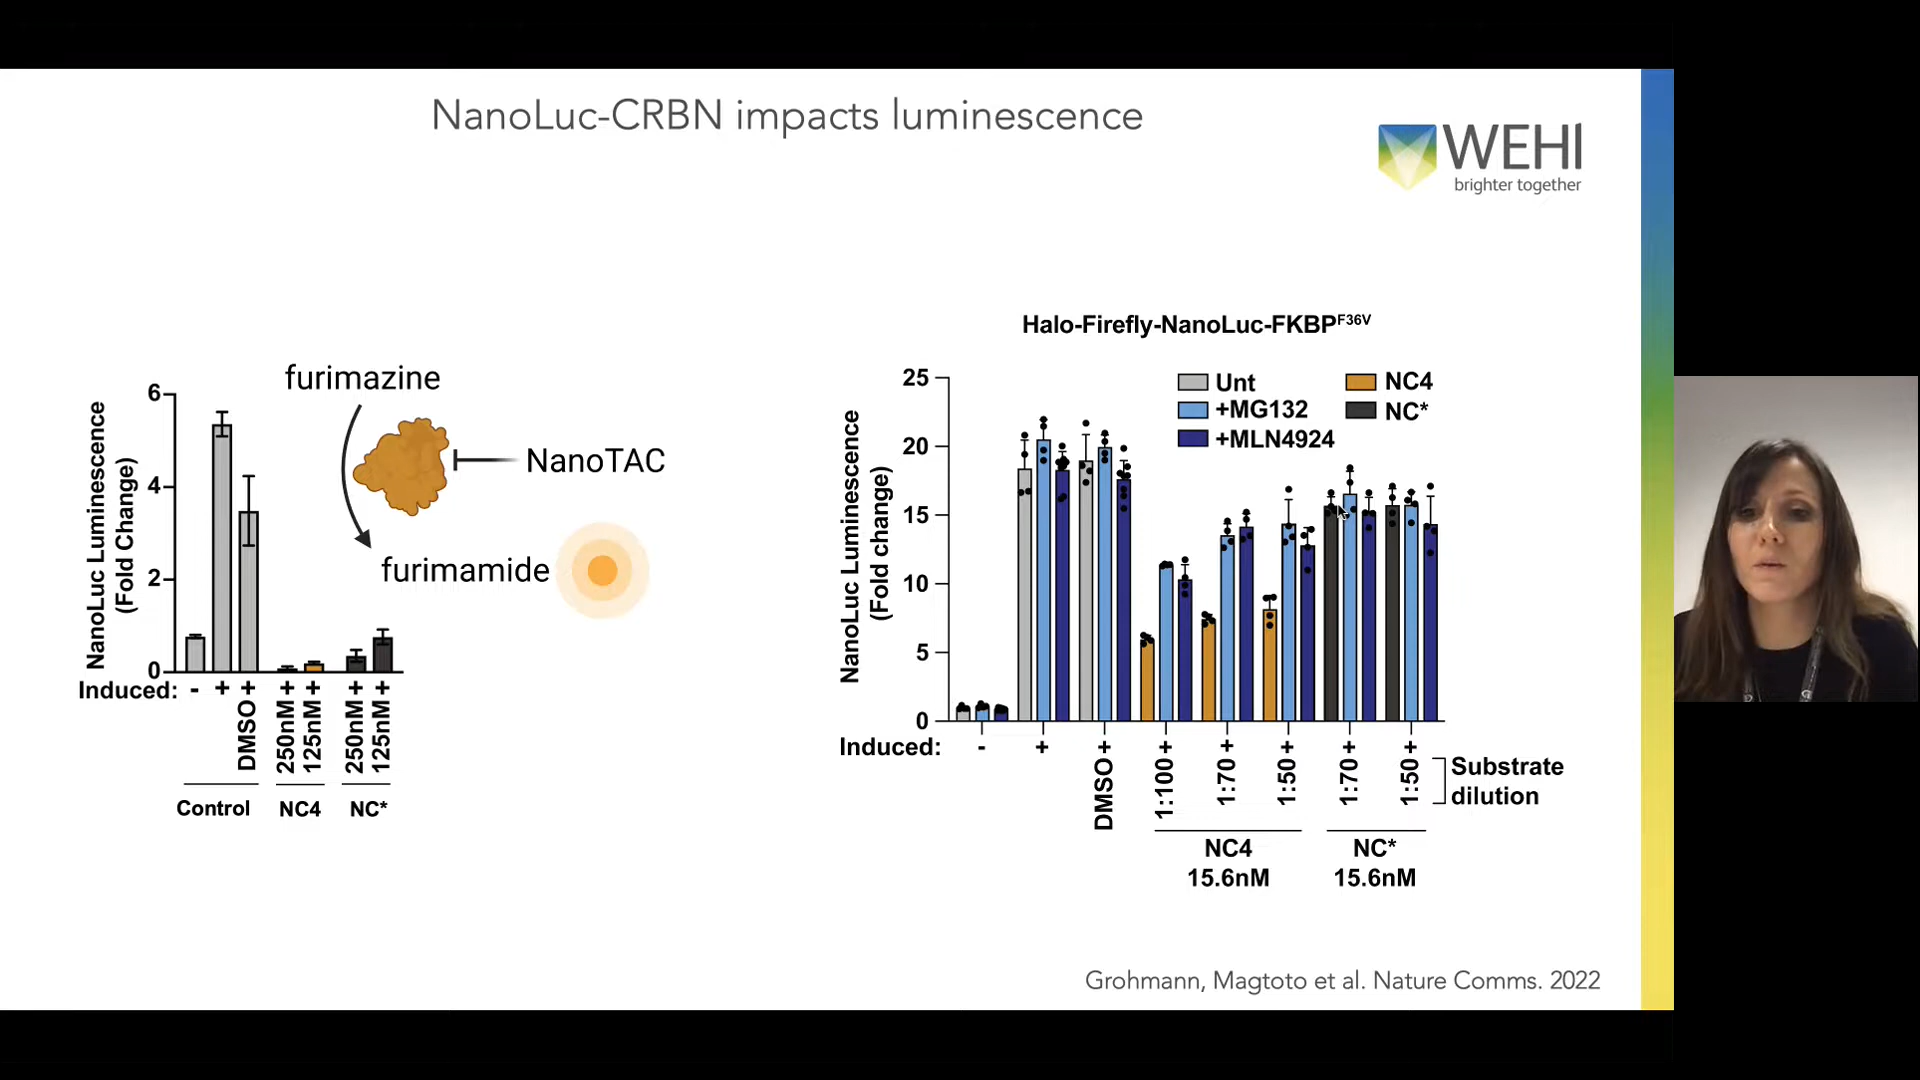 NanoLuc-CRBN impacts luminescence
WEHI
brighter together
NanoLuc Luminescence
(Fold Change)
6
4
2
0
furimazine
NanoTAC
furimamide
Induced: - + + + + + +
DMSO
250nM
125nM
250nM
125nM
Control
NC4
NC*
Halo-Firefly-NanoLuc-FKBP^F36V
NanoLuc Luminescence
(Fold change)
25
20
15
10
5
0
Unt
+MG132
+MLN4924
NC4
NC*
Induced: - + + + + + + +
DMSO
1:100
1:70
1:50
1:70
1:50
Substrate
dilution
NC4
15.6nM
NC*
15.6nM
Grohmann, Magtoto et al. Nature Comms. 2022